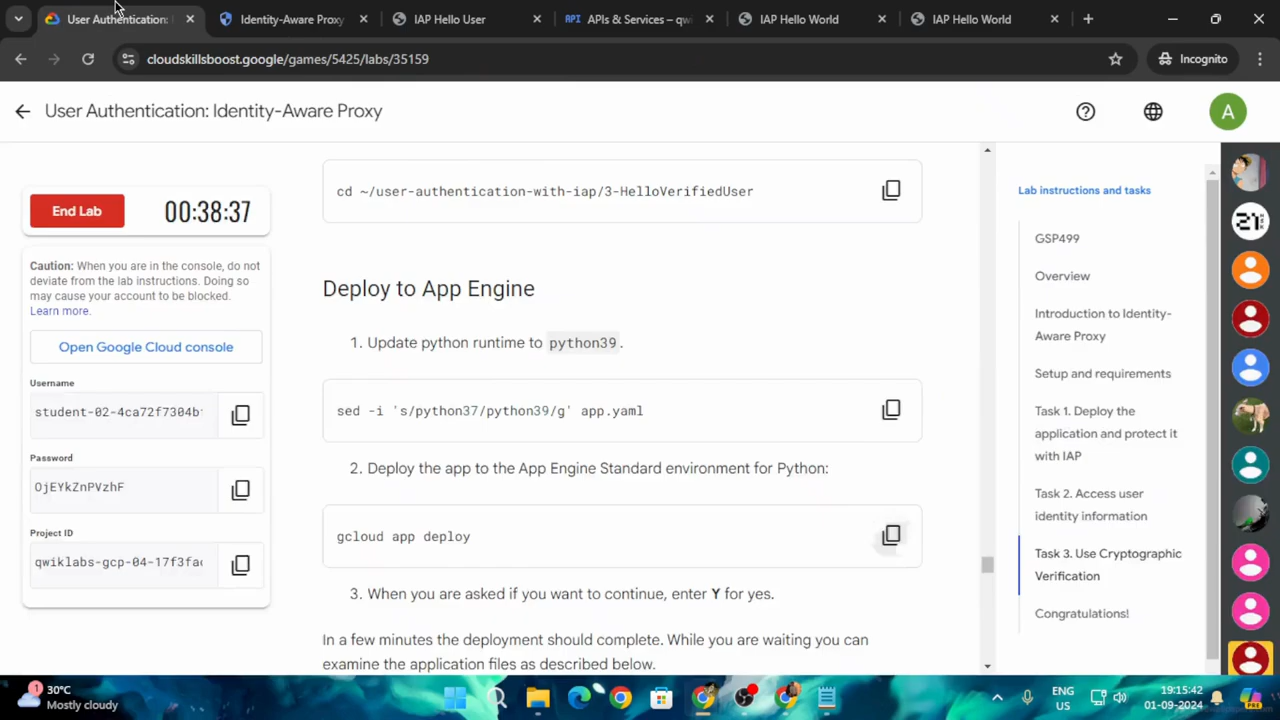 User Authentication:
Identity-Aware Proxy
IAP Hello User
API APIs & Services – qwi
IAP Hello World
IAP Hello World
cloudskillsboost.google/games/5425/labs/35159
Incognito
User Authentication: Identity-Aware Proxy
A
End Lab
00:38:37
Caution: When you are in the console, do not
deviate from the lab instructions. Doing so
may cause your account to be blocked.
Learn more.
Open Google Cloud console
Username
student-02-4ca72f7304b
Password
OjEYkZnPVzhF
Project ID
qwiklabs-gcp-04-17f3fac
cd ~/user-authentication-with-iap/3-HelloVerifiedUser
Deploy to App Engine
1. Update python runtime to python39.
sed -i 's/python37/python39/g' app.yaml
2. Deploy the app to the App Engine Standard environment for Python:
gcloud app deploy
3. When you are asked if you want to continue, enter Y for yes.
In a few minutes the deployment should complete. While you are waiting you can
examine the application files as described below.
Lab instructions and tasks
GSP499
Overview
Introduction to Identity-
Aware Proxy
Setup and requirements
Task 1. Deploy the
application and protect it
with IAP
Task 2. Access user
identity information
Task 3. Use Cryptographic
Verification
Congratulations!
21
1
30°C
Mostly cloudy
ENG
US
19:15:42
01-09-2024
PRE